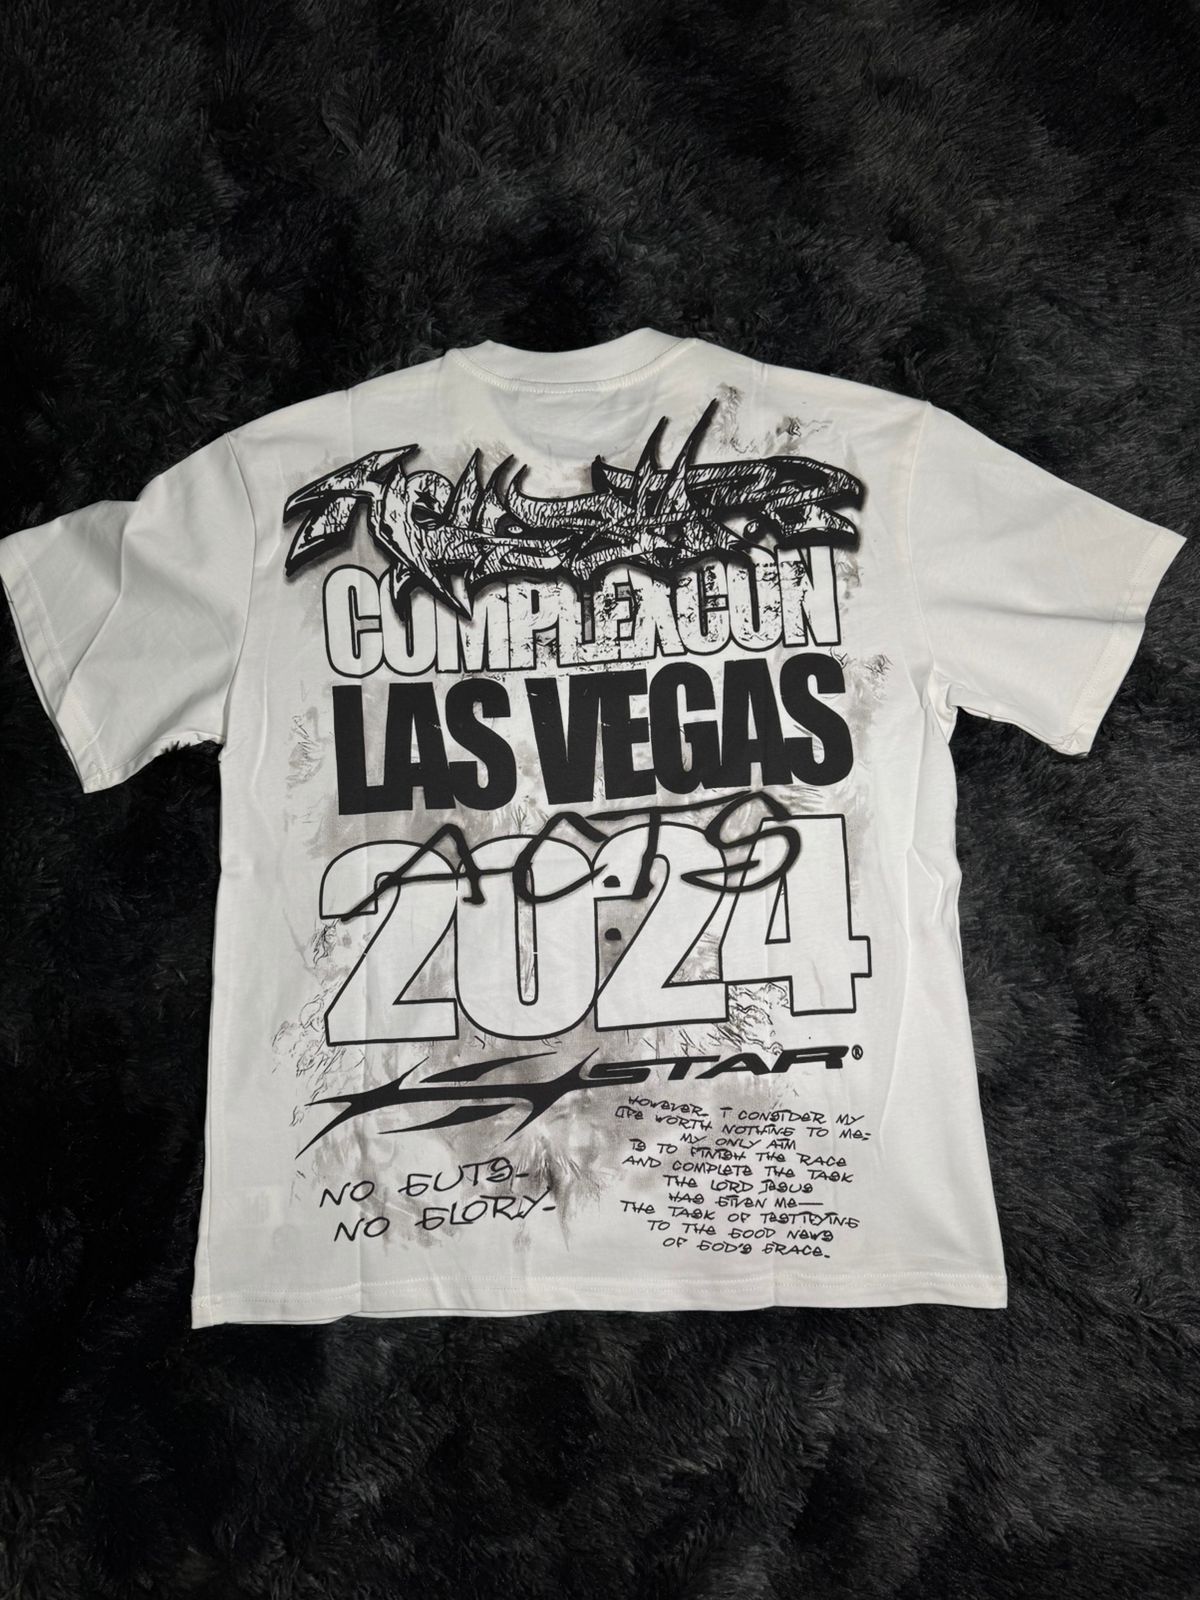 COMPLEXCON
LAS VEGAS
ACTS
20:24
STAR®
NO GUTS-
NO GLORY-
HOWEVER- I CONSIDER MY
LIFE WORTH NOTHING TO ME;
MY ONLY AIM
IS TO FINISH THE RACE
AND COMPLETE THE TASK
THE LORD JESUS
HAS GIVEN ME—
THE TASK OF TESTIFYING
TO THE GOOD NEWS
OF GOD'S GRACE-